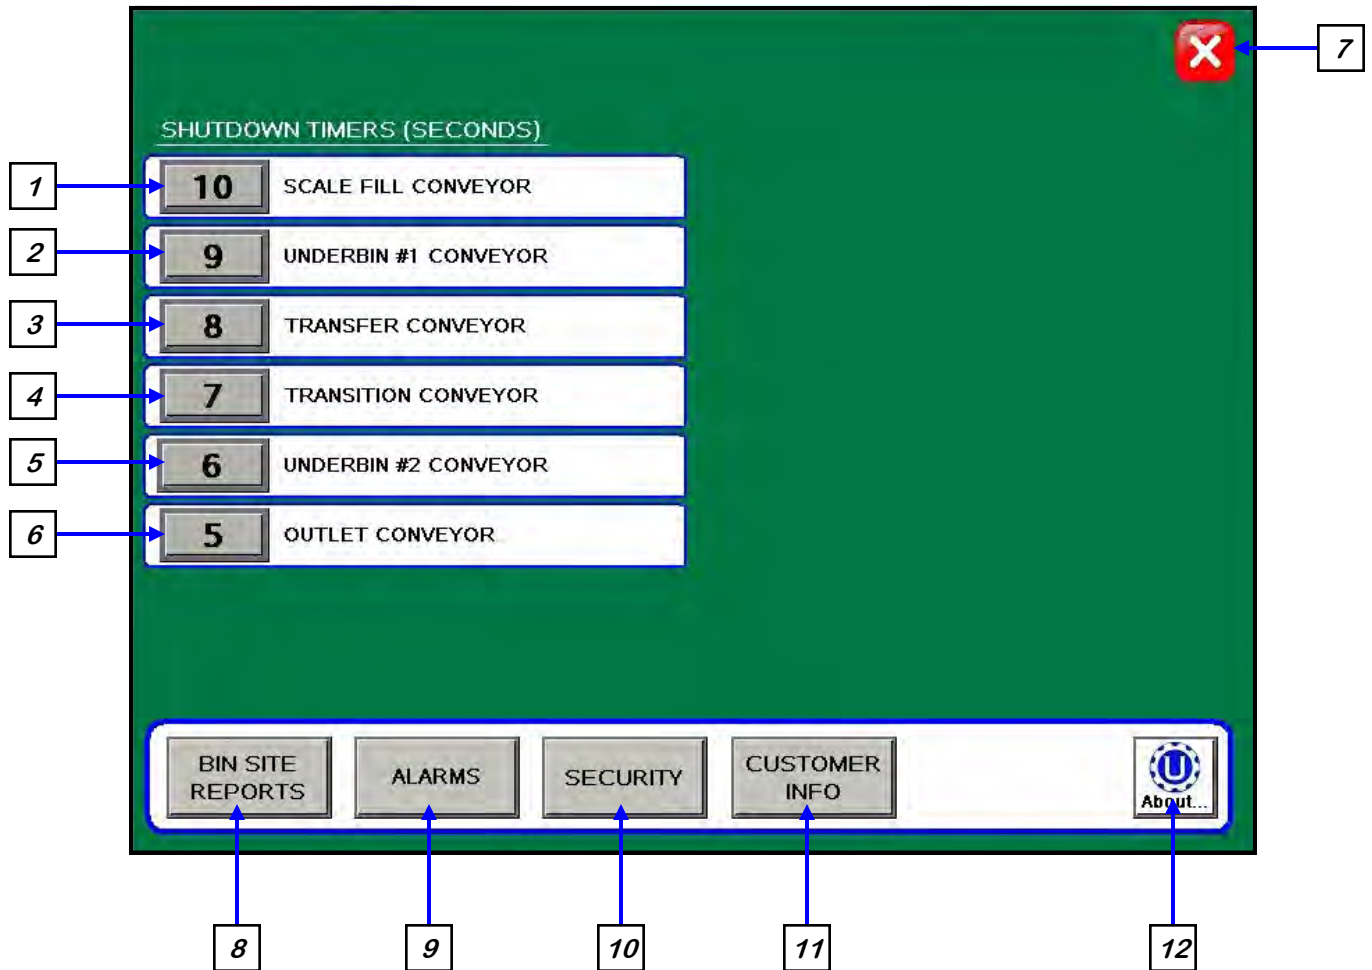 7
SHUTDOWN TIMERS (SECONDS)
1 10 SCALE FILL CONVEYOR
2 9 UNDERBIN #1 CONVEYOR
3 8 TRANSFER CONVEYOR
4 7 TRANSITION CONVEYOR
5 6 UNDERBIN #2 CONVEYOR
6 5 OUTLET CONVEYOR
BIN SITE
REPORTS
ALARMS
SECURITY
CUSTOMER
INFO
U
About...
8 9 10 11 12